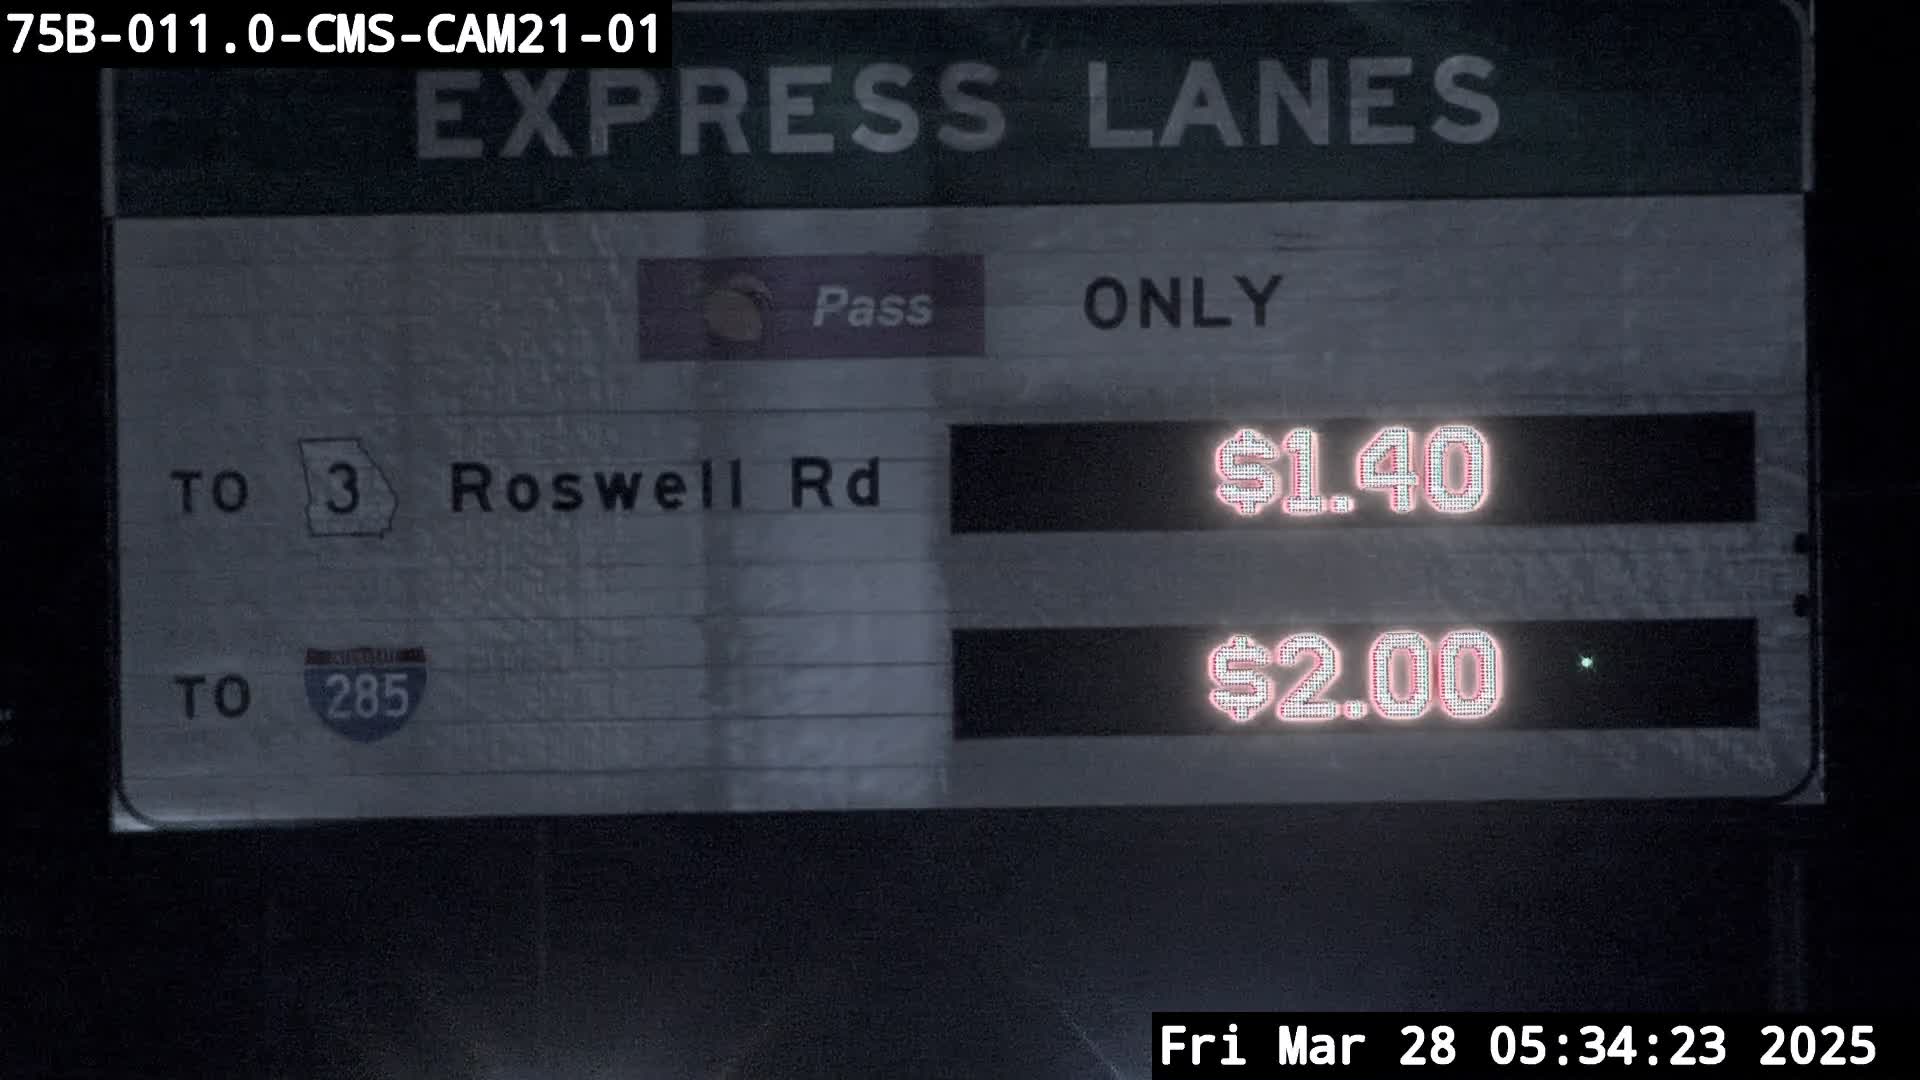 75B-011.0-CMS-CAM21-01
EXPRESS LANES
Pass ONLY
TO 3 Roswell Rd $1.40
TO 285 $2.00
Fri Mar 28 05:34:23 2025